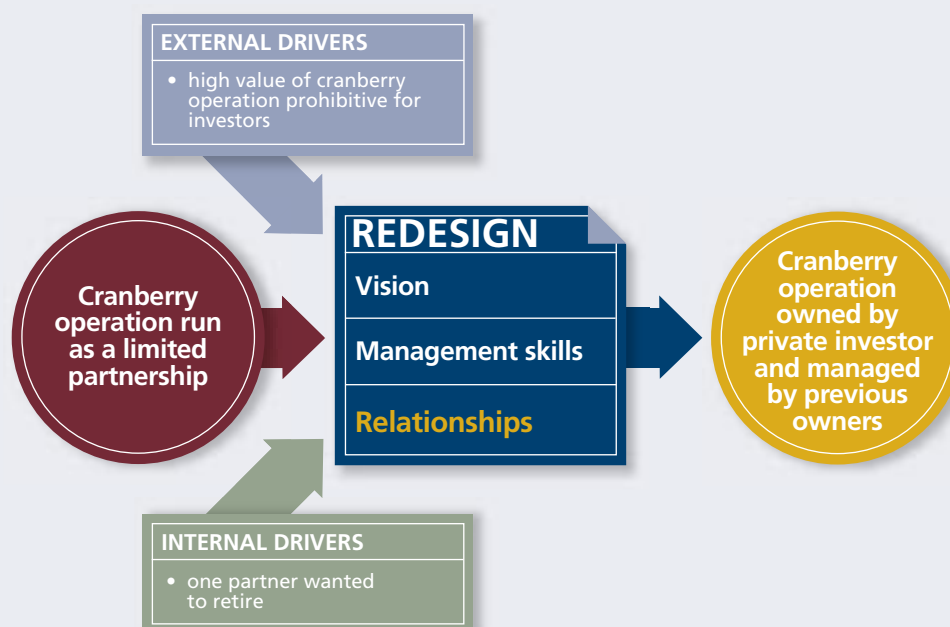 EXTERNAL DRIVERS
• high value of cranberry
operation prohibitive for
investors
Cranberry
operation run
as a limited
partnership
REDESIGN
Vision
Management skills
Relationships
Cranberry
operation
owned by
private investor
and managed
by previous
owners
INTERNAL DRIVERS
• one partner wanted
to retire